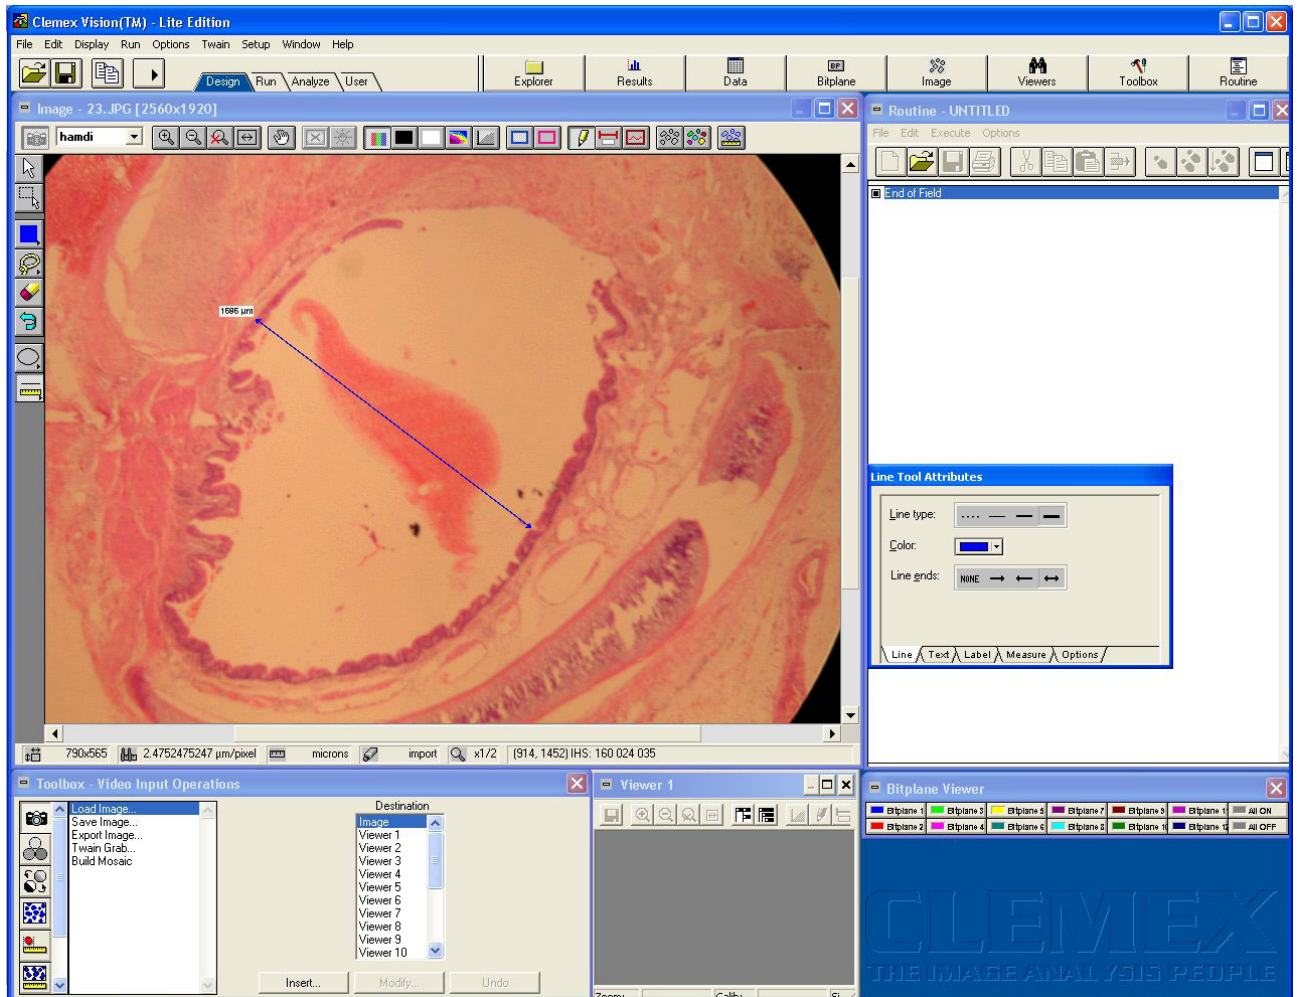 Clemex Vision(TM) - Lite Edition
File Edit Display Run Options Twain Setup Window Help
Design Run Analyze User
Explorer Results Data Bitplane Image Viewers Toolbox Routine
BP
Image - 23.JPG [2560x1920]
hamdi
790x565 2.4752475247 µm/pixel microns import x1/2 (914, 1452) IHS: 160 024 035
Routine - UNTITLED
File Edit Execute Options
End of Field
Line Tool Attributes
Line type:
Color:
Line ends: NONE
Line Text Label Measure Options
Toolbox - Video Input Operations
Load Image...
Save Image...
Export Image...
Twain Grab...
Build Mosaic
Destination
Image
Viewer 1
Viewer 2
Viewer 3
Viewer 4
Viewer 5
Viewer 6
Viewer 7
Viewer 8
Viewer 9
Viewer 10
Insert... Modify... Undo
Viewer 1
Bitplane Viewer
Bitplane 1 Bitplane 3 Bitplane 5 Bitplane 7 Bitplane 9 Bitplane 1 All ON
Bitplane 2 Bitplane 4 Bitplane 6 Bitplane 8 Bitplane 10 Bitplane 12 All OFF
CLEMEX
THE IMAGE ANALYSIS PEOPLE